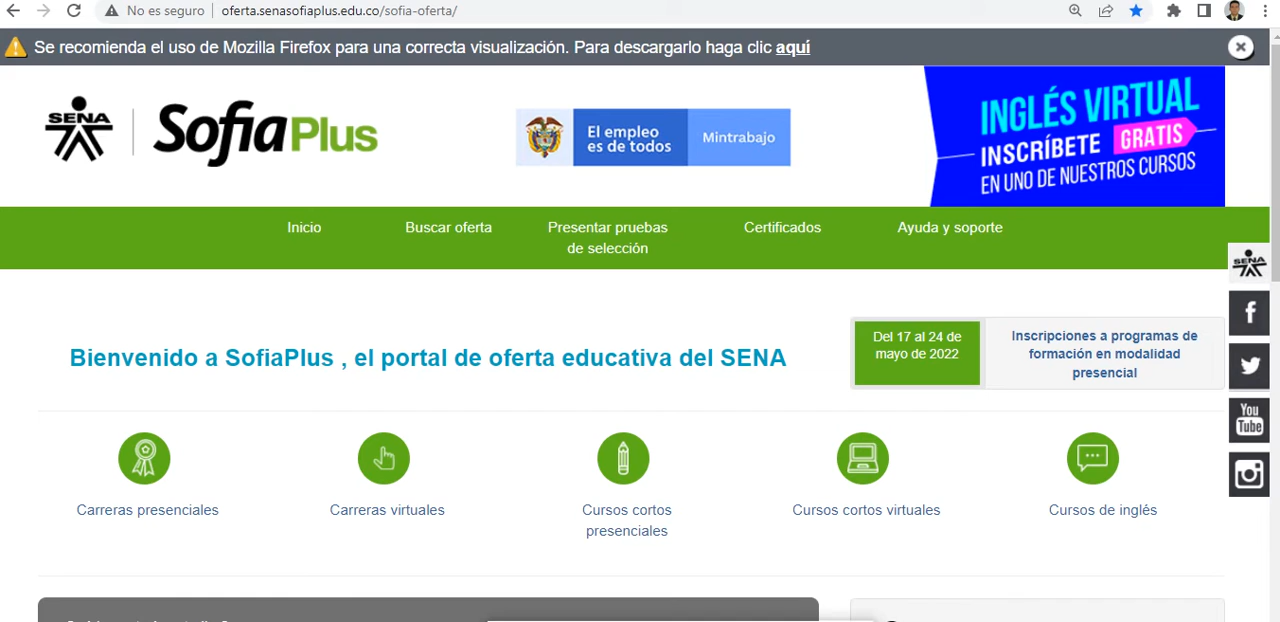 No es seguro
oferta.senasofiaplus.edu.co/sofia-oferta/
Se recomienda el uso de Mozilla Firefox para una correcta visualización. Para descargarlo haga clic aquí
SENA
SofiaPlus
El empleo
es de todos
Mintrabajo
INGLÉS VIRTUAL
INSCRÍBETE GRATIS
EN UNO DE NUESTROS CURSOS
Inicio
Buscar oferta
Presentar pruebas
de selección
Certificados
Ayuda y soporte
SENA
Bienvenido a SofiaPlus , el portal de oferta educativa del SENA
Del 17 al 24 de
mayo de 2022
Inscripciones a programas de
formación en modalidad
presencial
You
Tube
Carreras presenciales
Carreras virtuales
Cursos cortos
presenciales
Cursos cortos virtuales
Cursos de inglés